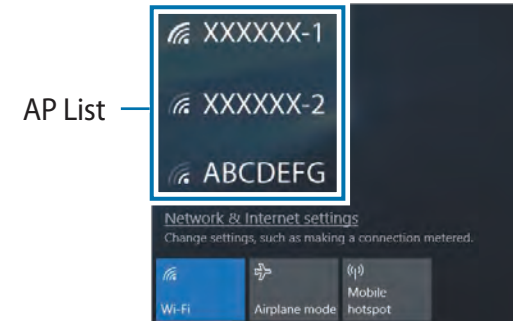 XXXXXX-1
AP List
XXXXXX-2
ABCDEFG
Network & Internet settings
Change settings, such as making a connection metered.
Wi-Fi
Airplane mode
Mobile
hotspot